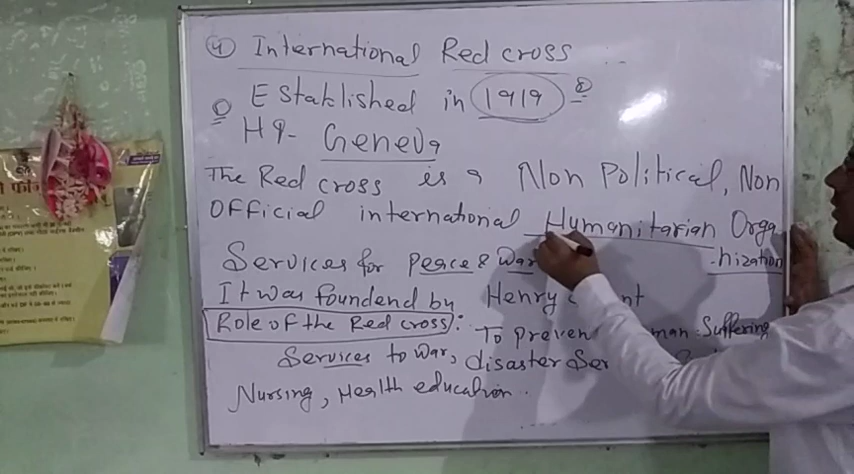 ④ International Red cross
Established in 1919
HQ- Geneva
The Red cross is a Non Political, Non
Official international Humanitarian Orga
-nization
Services for peace & War
It was foundend by Henry
Role of the Red cross: To preven man Suffering
Services to War, disaster Ser
Nursing, Health education.